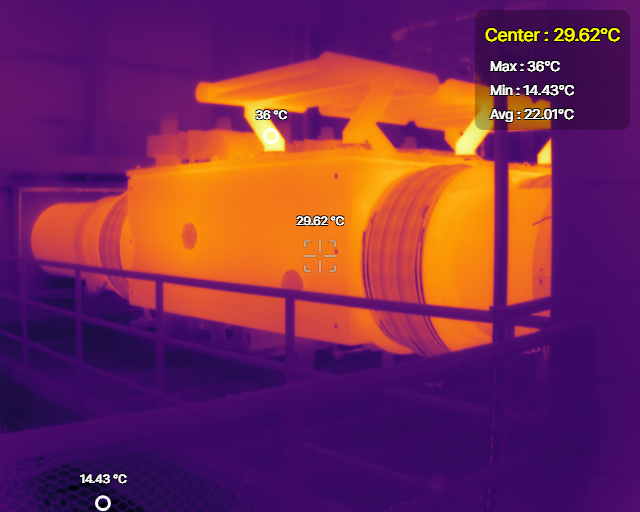 Center : 29.62°C
Max : 36°C
Min : 14.43°C
Avg : 22.01°C
36 °C
29.62 °C
14.43 °C